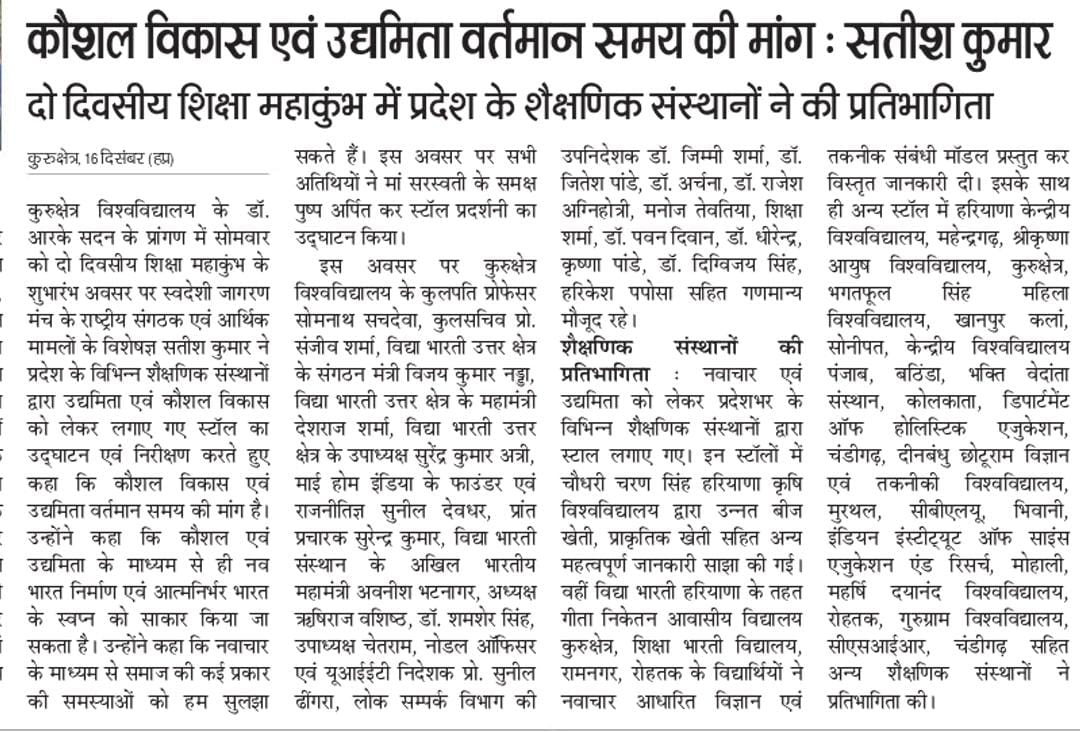 कौशल विकास एवं उद्यमिता वर्तमान समय की मांग : सतीश कुमार
दो दिवसीय शिक्षा महाकुंभ में प्रदेश के शैक्षणिक संस्थानों ने की प्रतिभागिता
कुरुक्षेत्र, 16 दिसंबर (हप्र)
कुरुक्षेत्र विश्वविद्यालय के डॉ.
आरके सदन के प्रांगण में सोमवार
को दो दिवसीय शिक्षा महाकुंभ के
शुभारंभ अवसर पर स्वदेशी जागरण
मंच के राष्ट्रीय संगठक एवं आर्थिक
मामलों के विशेषज्ञ सतीश कुमार ने
प्रदेश के विभिन्न शैक्षणिक संस्थानों
द्वारा उद्यमिता एवं कौशल विकास
को लेकर लगाए गए स्टॉल का
उद्घाटन एवं निरीक्षण करते हुए
कहा कि कौशल विकास एवं
उद्यमिता वर्तमान समय की मांग है।
उन्होंने कहा कि कौशल एवं
उद्यमिता के माध्यम से ही नव
भारत निर्माण एवं आत्मनिर्भर भारत
के स्वप्न को साकार किया जा
सकता है। उन्होंने कहा कि नवाचार
के माध्यम से समाज की कई प्रकार
की समस्याओं को हम सुलझा
सकते हैं। इस अवसर पर सभी
अतिथियों ने मां सरस्वती के समक्ष
पुष्प अर्पित कर स्टॉल प्रदर्शनी का
उद्घाटन किया।
इस अवसर पर कुरुक्षेत्र
विश्वविद्यालय के कुलपति प्रोफेसर
सोमनाथ सचदेवा, कुलसचिव प्रो.
संजीव शर्मा, विद्या भारती उत्तर क्षेत्र
के संगठन मंत्री विजय कुमार नड्डा,
विद्या भारती उत्तर क्षेत्र के महामंत्री
देशराज शर्मा, विद्या भारती उत्तर
क्षेत्र के उपाध्यक्ष सुरेंद्र कुमार अत्री,
माई होम इंडिया के फाउंडर एवं
राजनीतिज्ञ सुनील देवधर, प्रांत
प्रचारक सुरेन्द्र कुमार, विद्या भारती
संस्थान के अखिल भारतीय
महामंत्री अवनीश भटनागर, अध्यक्ष
ऋषिराज वशिष्ठ, डॉ. शमशेर सिंह,
उपाध्यक्ष चेतराम, नोडल ऑफिसर
एवं यूआईईटी निदेशक प्रो. सुनील
ढींगरा, लोक सम्पर्क विभाग की
उपनिदेशक डॉ. जिम्मी शर्मा, डॉ.
जितेश पांडे, डॉ. अर्चना, डॉ. राजेश
अग्निहोत्री, मनोज तेवतिया, शिक्षा
शर्मा, डॉ. पवन दिवान, डॉ. धीरेन्द्र,
कृष्णा पांडे, डॉ. दिग्विजय सिंह,
हरिकेश पपोसा सहित गणमान्य
मौजूद रहे।
शैक्षणिक संस्थानों की
प्रतिभागिता : नवाचार एवं
उद्यमिता को लेकर प्रदेशभर के
विभिन्न शैक्षणिक संस्थानों द्वारा
स्टाल लगाए गए। इन स्टॉलों में
चौधरी चरण सिंह हरियाणा कृषि
विश्वविद्यालय द्वारा उन्नत बीज
खेती, प्राकृतिक खेती सहित अन्य
महत्वपूर्ण जानकारी साझा की गई।
वहीं विद्या भारती हरियाणा के तहत
गीता निकेतन आवासीय विद्यालय
कुरुक्षेत्र, शिक्षा भारती विद्यालय,
रामनगर, रोहतक के विद्यार्थियों ने
नवाचार आधारित विज्ञान एवं
तकनीक संबंधी मॉडल प्रस्तुत कर
विस्तृत जानकारी दी। इसके साथ
ही अन्य स्टॉल में हरियाणा केन्द्रीय
विश्वविद्यालय, महेन्द्रगढ़, श्रीकृष्णा
आयुष विश्वविद्यालय, कुरुक्षेत्र,
भगतफूल सिंह महिला
विश्वविद्यालय, खानपुर कलां,
सोनीपत, केन्द्रीय विश्वविद्यालय
पंजाब, बठिंडा, भक्ति वेदांता
संस्थान, कोलकाता, डिपार्टमेंट
ऑफ होलिस्टिक एजुकेशन,
चंडीगढ़, दीनबंधु छोटूराम विज्ञान
एवं तकनीकी विश्वविद्यालय,
मुरथल, सीबीएलयू, भिवानी,
इंडियन इंस्टीट्यूट ऑफ साइंस
एजुकेशन एंड रिसर्च, मोहाली,
महर्षि दयानंद विश्वविद्यालय,
रोहतक, गुरुग्राम विश्वविद्यालय,
सीएसआईआर, चंडीगढ़ सहित
अन्य शैक्षणिक संस्थानों ने
प्रतिभागिता की।